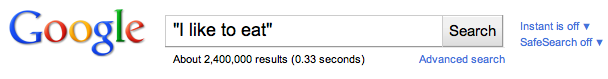 Google "I like to eat" Search Instant is off ▼
SafeSearch off ▼
About 2,400,000 results (0.33 seconds) Advanced search